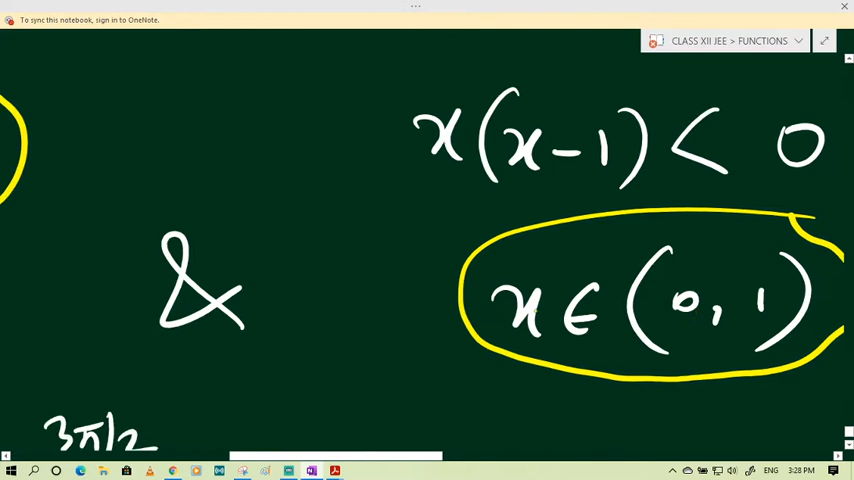 To sync this notebook, sign in to OneNote.
CLASS XII JEE > FUNCTIONS
x(x-1) < 0
&
x ∈ (0, 1)
3π/2
ENG 3:28 PM